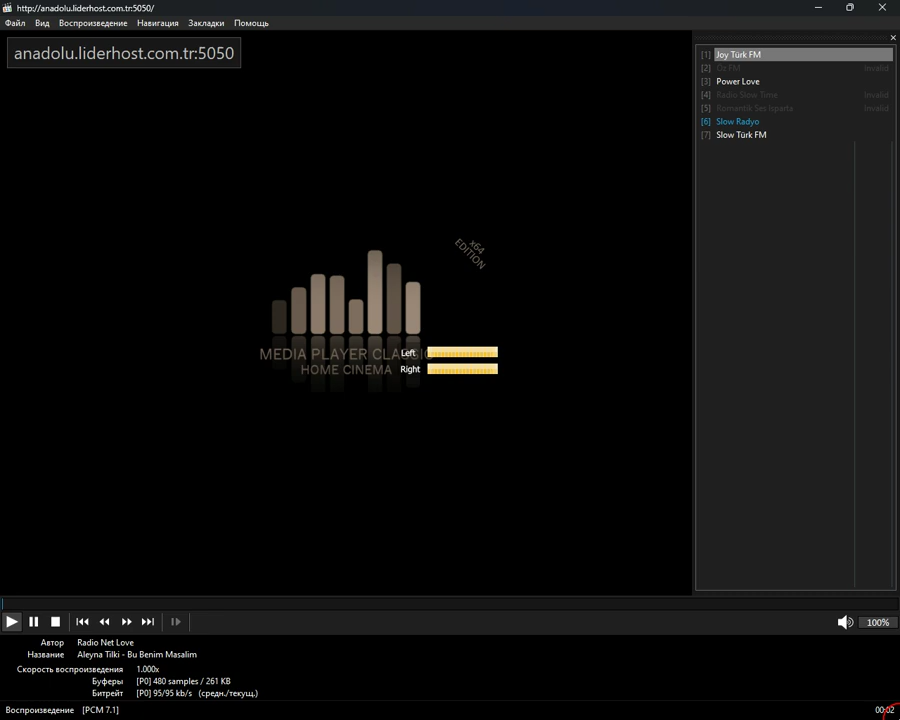 http://anadolu.liderhost.com.tr:5050/
Файл Вид Воспроизведение Навигация Закладки Помощь
anadolu.liderhost.com.tr:5050
[1] Joy Türk FM
[2] Öz FM Invalid
[3] Power Love
[4] Radio Slow Time Invalid
[5] Romantik Ses Isparta Invalid
[6] Slow Radyo
[7] Slow Türk FM
x64
EDITION
MEDIA PLAYER CLASSIC
HOME CINEMA
Left
Right
100%
Автор Radio Net Love
Название Aleyna Tilki - Bu Benim Masalim
Скорость воспроизведения 1.000x
Буферы [P0] 480 samples / 261 KB
Битрейт [P0] 95/95 kb/s (средн./текущ.)
Воспроизведение [PCM 7.1] 00:02